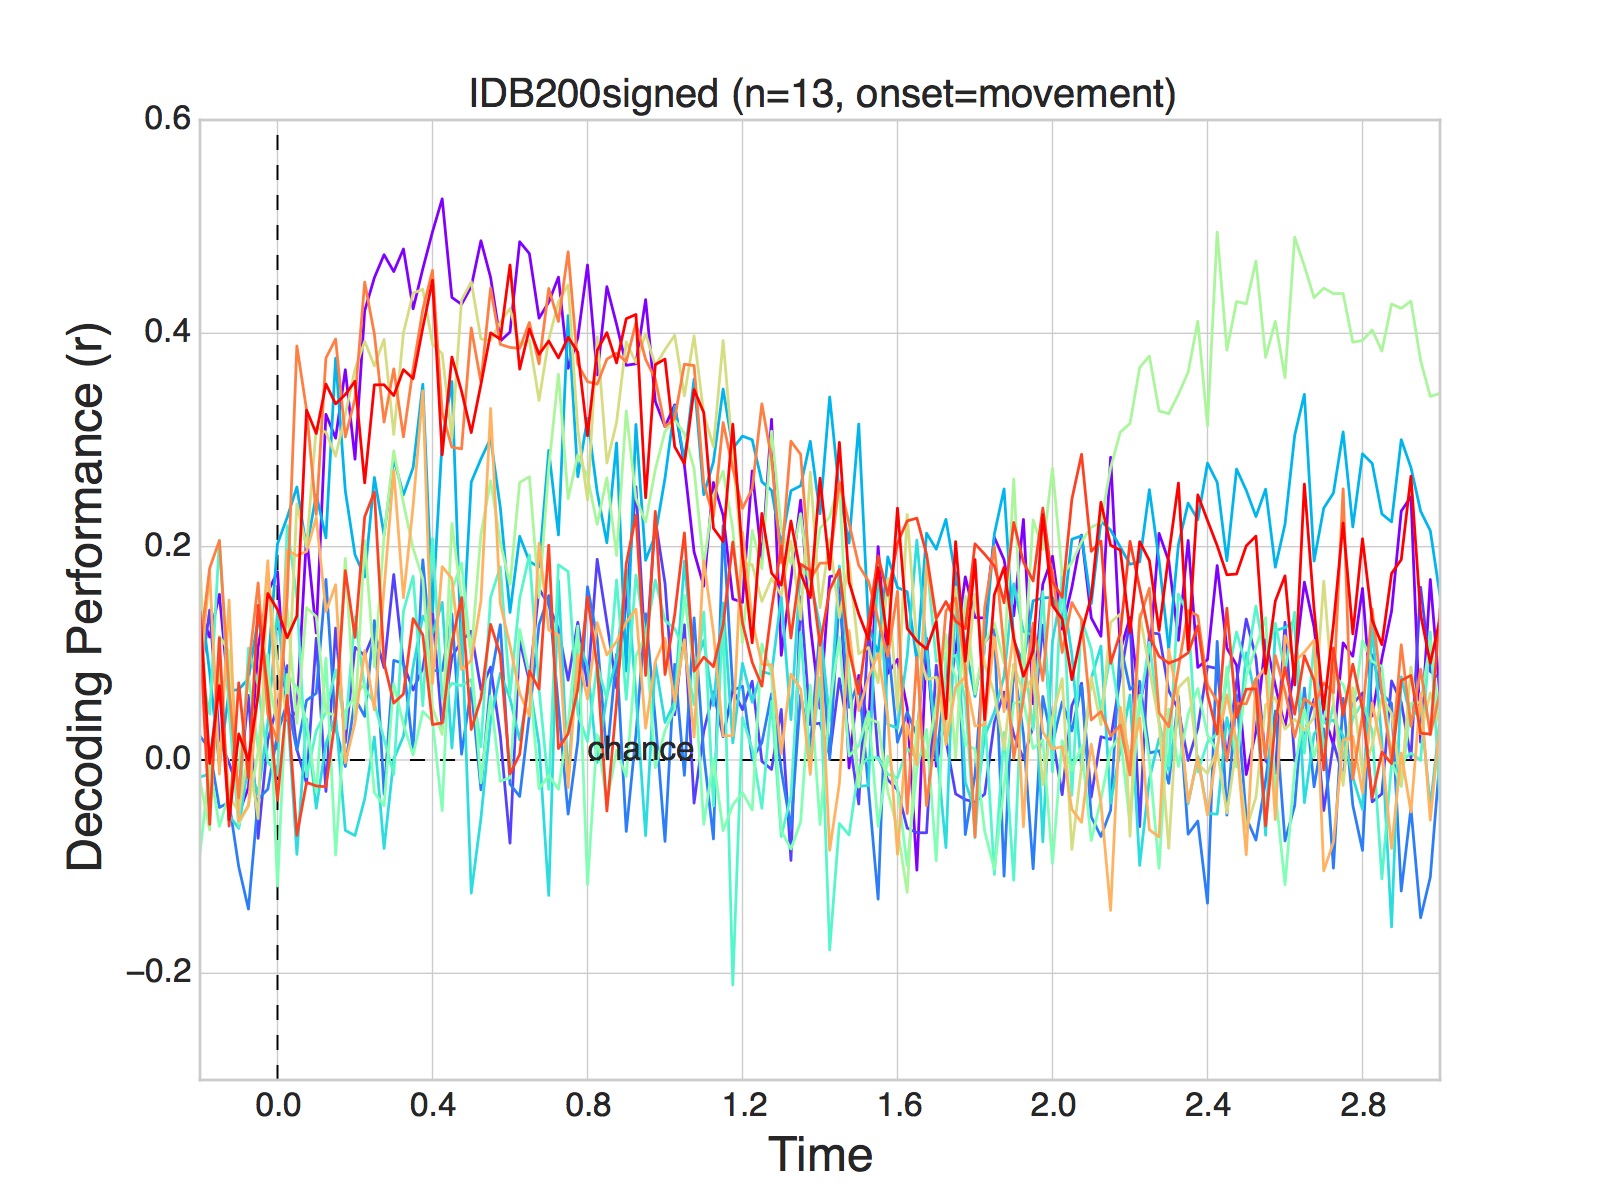 IDB200signed (n=13, onset=movement)
0.6
0.4
0.2
0.0
−0.2
Decoding Performance (r)
chance
0.0 0.4 0.8 1.2 1.6 2.0 2.4 2.8
Time